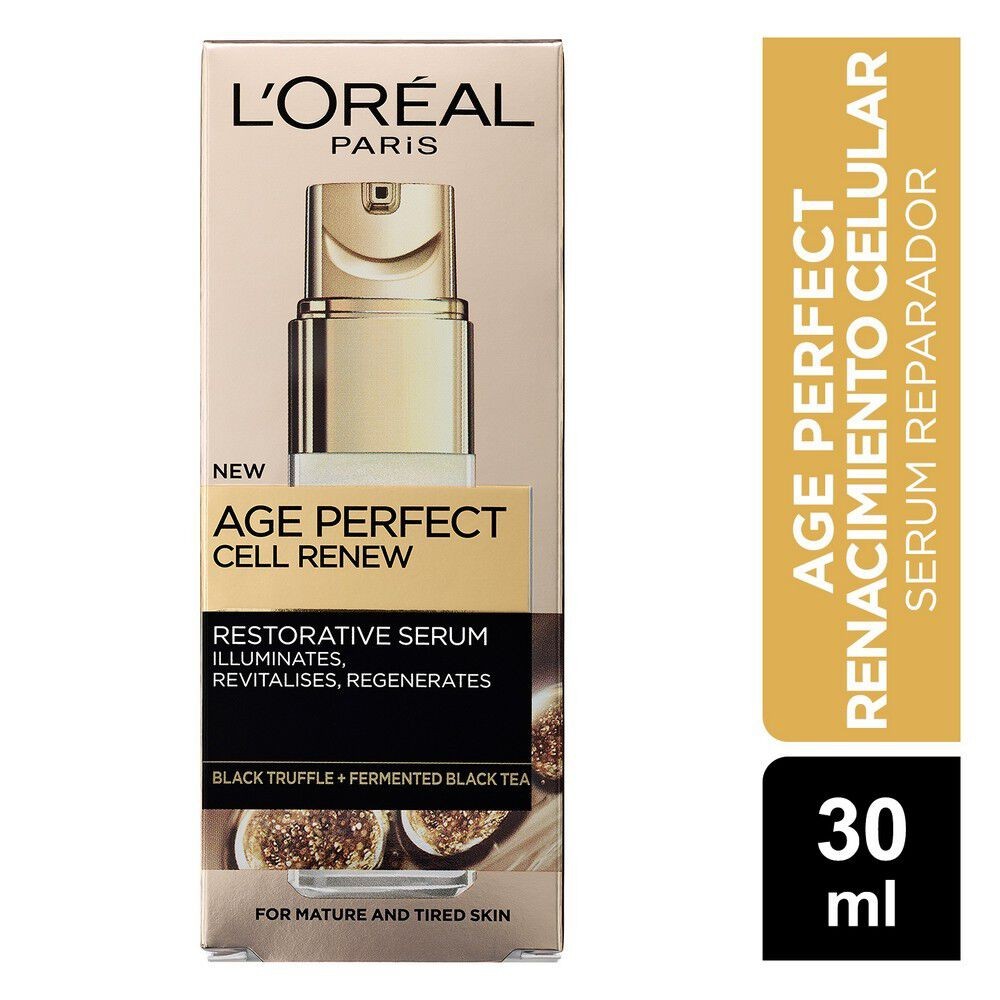 L'ORÉAL
PARiS
NEW
AGE PERFECT
CELL RENEW
RESTORATIVE SERUM
ILLUMINATES,
REVITALISES, REGENERATES
BLACK TRUFFLE + FERMENTED BLACK TEA
FOR MATURE AND TIRED SKIN
AGE PERFECT
RENACIMIENTO CELULAR
SERUM REPARADOR
30
ml